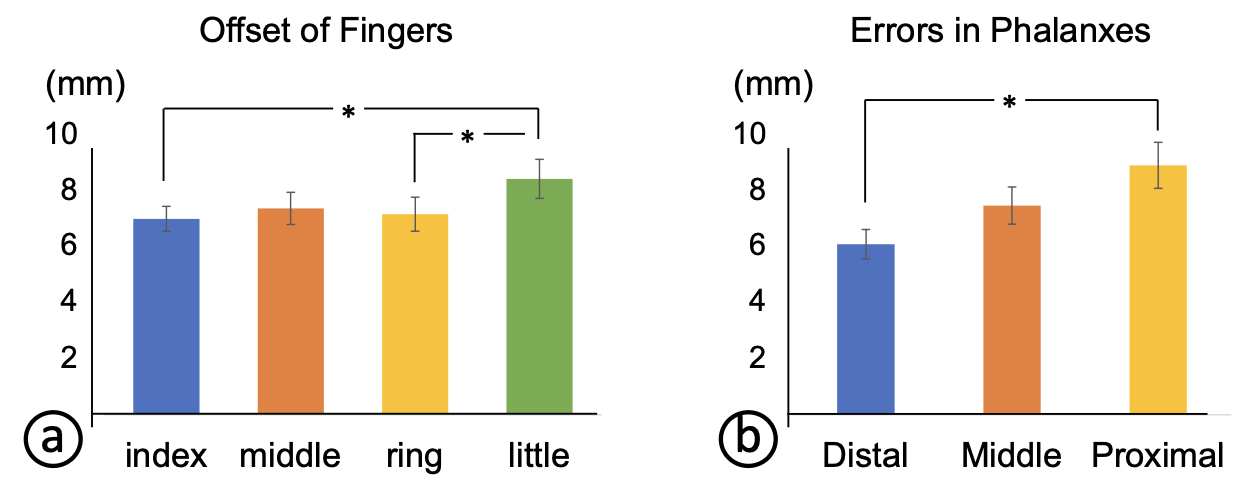 Offset of Fingers
(mm)
*
*
10
8
6
4
2
index middle ring little
a
Errors in Phalanxes
(mm)
*
10
8
6
4
2
Distal Middle Proximal
b